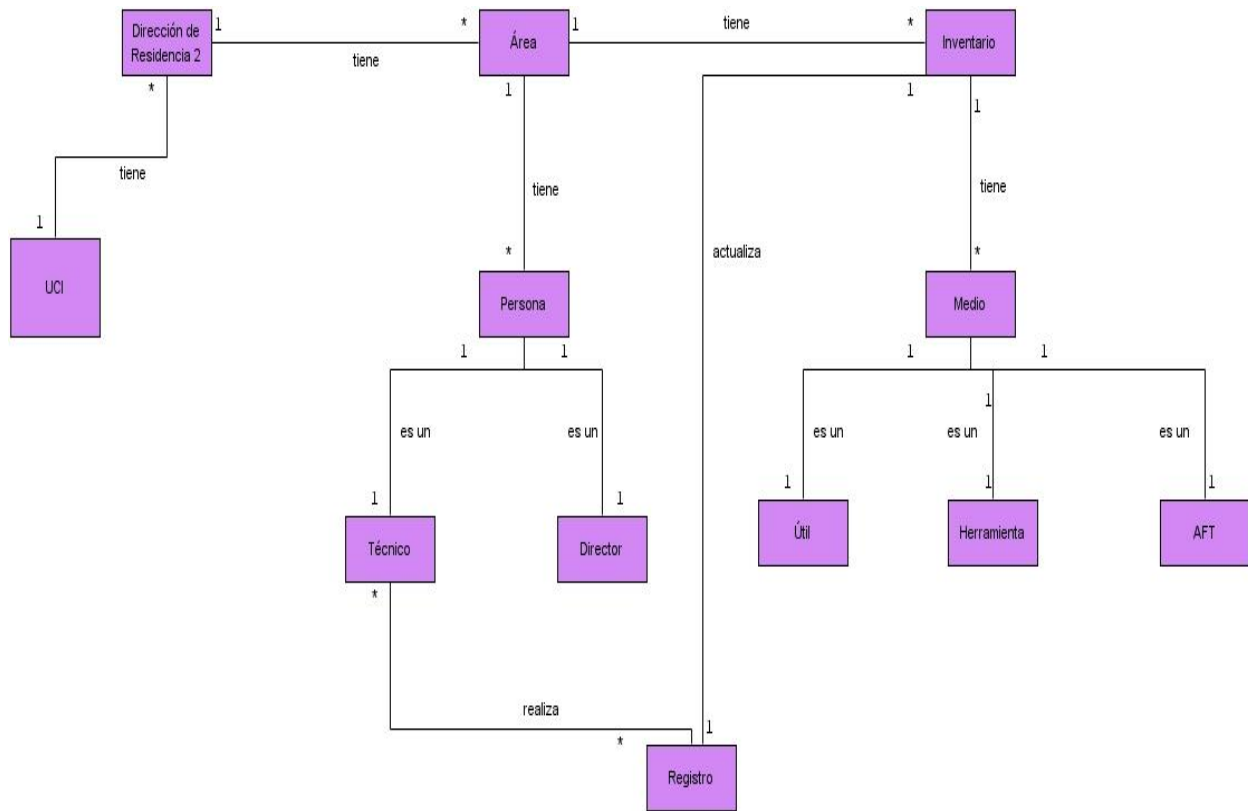 Dirección de
Residencia 2
1
*
tiene
Área
1
tiene
*
Inventario
*
1
1
1
tiene
1
UCI
tiene
*
actualiza
tiene
*
Persona
Medio
1
1
1
1
es un
es un
1
es un
es un
es un
1
1
1
1
1
Técnico
Director
Útil
Herramienta
AFT
*
realiza
*
1
Registro